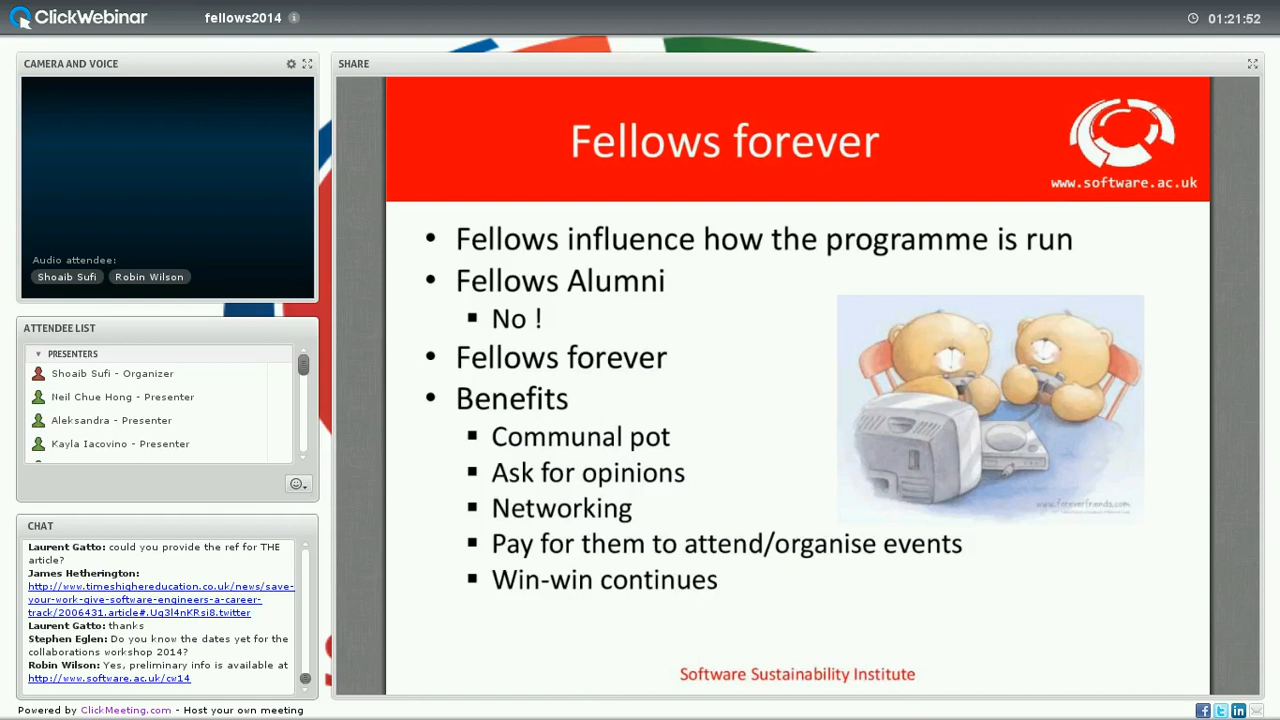 ClickWebinar
fellows2014
01:21:52
CAMERA AND VOICE
Audio attendee:
Shoaib Sufi Robin Wilson
ATTENDEE LIST
PRESENTERS
Shoaib Sufi - Organizer
Neil Chue Hong - Presenter
Aleksandra - Presenter
Kayla Iacovino - Presenter
CHAT
Laurent Gatto: could you provide the ref for THE
article?
James Hetherington:
http://www.timeshighereducation.co.uk/news/save-
your-work-give-software-engineers-a-career-
track/2006431.article#.Uq3l4nKRsi8.twitter
Laurent Gatto: thanks
Stephen Eglen: Do you know the dates yet for the
collaborations workshop 2014?
Robin Wilson: Yes, preliminary info is available at
http://www.software.ac.uk/cw14
Powered by ClickMeeting.com - Host your own meeting
SHARE
Fellows forever
www.software.ac.uk
• Fellows influence how the programme is run
• Fellows Alumni
▪ No !
• Fellows forever
• Benefits
▪ Communal pot
▪ Ask for opinions
▪ Networking
▪ Pay for them to attend/organise events
▪ Win-win continues
www.foreverfriends.com
Software Sustainability Institute